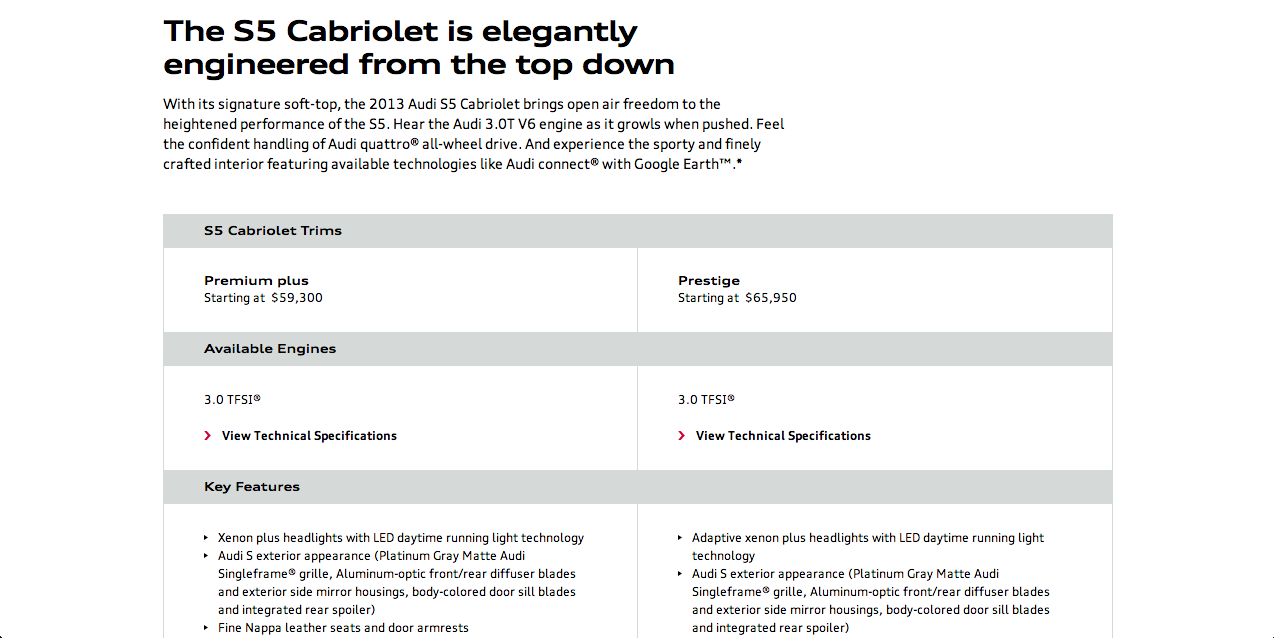 The S5 Cabriolet is elegantly
engineered from the top down
With its signature soft-top, the 2013 Audi S5 Cabriolet brings open air freedom to the
heightened performance of the S5. Hear the Audi 3.0T V6 engine as it growls when pushed. Feel
the confident handling of Audi quattro® all-wheel drive. And experience the sporty and finely
crafted interior featuring available technologies like Audi connect® with Google Earth™.*
S5 Cabriolet Trims
Premium plus
Starting at $59,300
Prestige
Starting at $65,950
Available Engines
3.0 TFSI®
View Technical Specifications
3.0 TFSI®
View Technical Specifications
Key Features
Xenon plus headlights with LED daytime running light technology
Audi S exterior appearance (Platinum Gray Matte Audi
Singleframe® grille, Aluminum-optic front/rear diffuser blades
and exterior side mirror housings, body-colored door sill blades
and integrated rear spoiler)
Fine Nappa leather seats and door armrests
Adaptive xenon plus headlights with LED daytime running light
technology
Audi S exterior appearance (Platinum Gray Matte Audi
Singleframe® grille, Aluminum-optic front/rear diffuser blades
and exterior side mirror housings, body-colored door sill blades
and integrated rear spoiler)